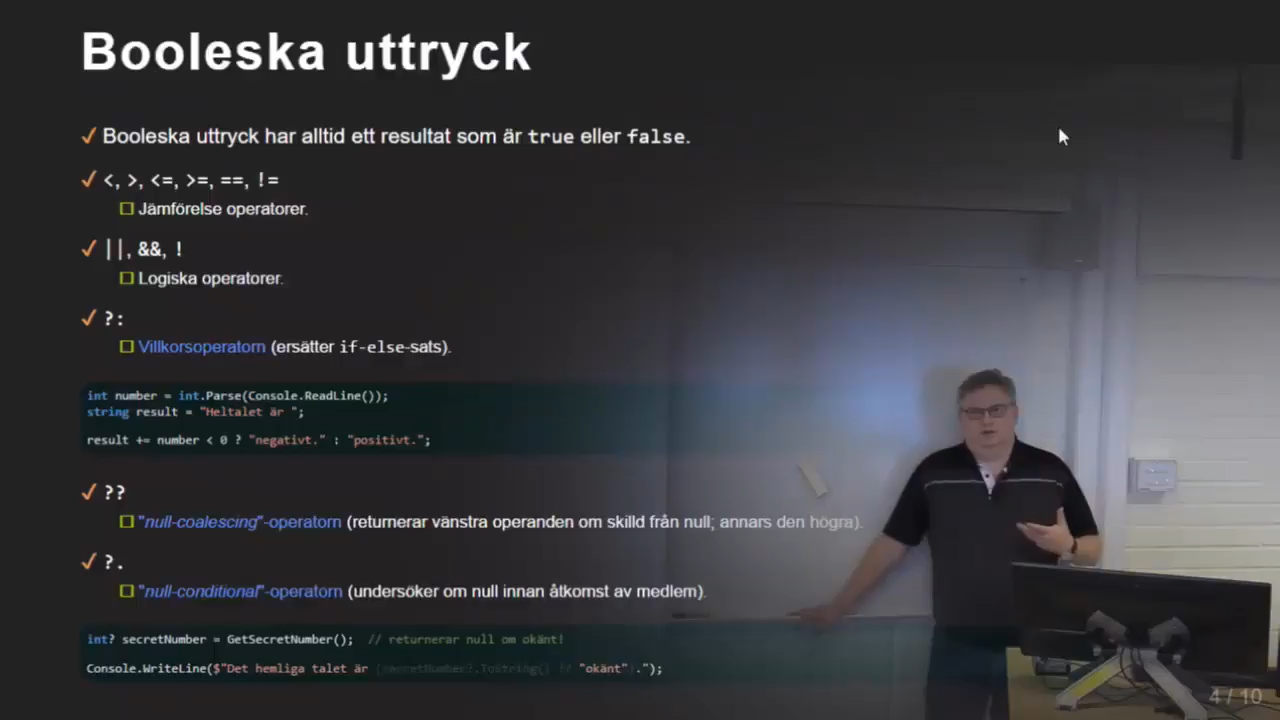 Booleska uttryck
✓ Booleska uttryck har alltid ett resultat som är true eller false.
✓ <, >, <=, >=, ==, !=
☐ Jämförelse operatorer.
✓ ||, &&, !
☐ Logiska operatorer.
✓ ?:
☐ Villkorsoperatorn (ersätter if-else-sats).
int number = int.Parse(Console.ReadLine());
string result = "Heltalet är ";
result += number < 0 ? "negativt." : "positivt.";
✓ ??
☐ "null-coalescing"-operatorn (returnerar vänstra operanden om skilld från null; annars den högra).
✓ ?.
☐ "null-conditional"-operatorn (undersöker om null innan åtkomst av medlem).
int? secretNumber = GetSecretNumber(); // returnerar null om okänt!
Console.WriteLine($"Det hemliga talet är {secretNumber?.ToString() ?? "okänt"}.");
4 / 10